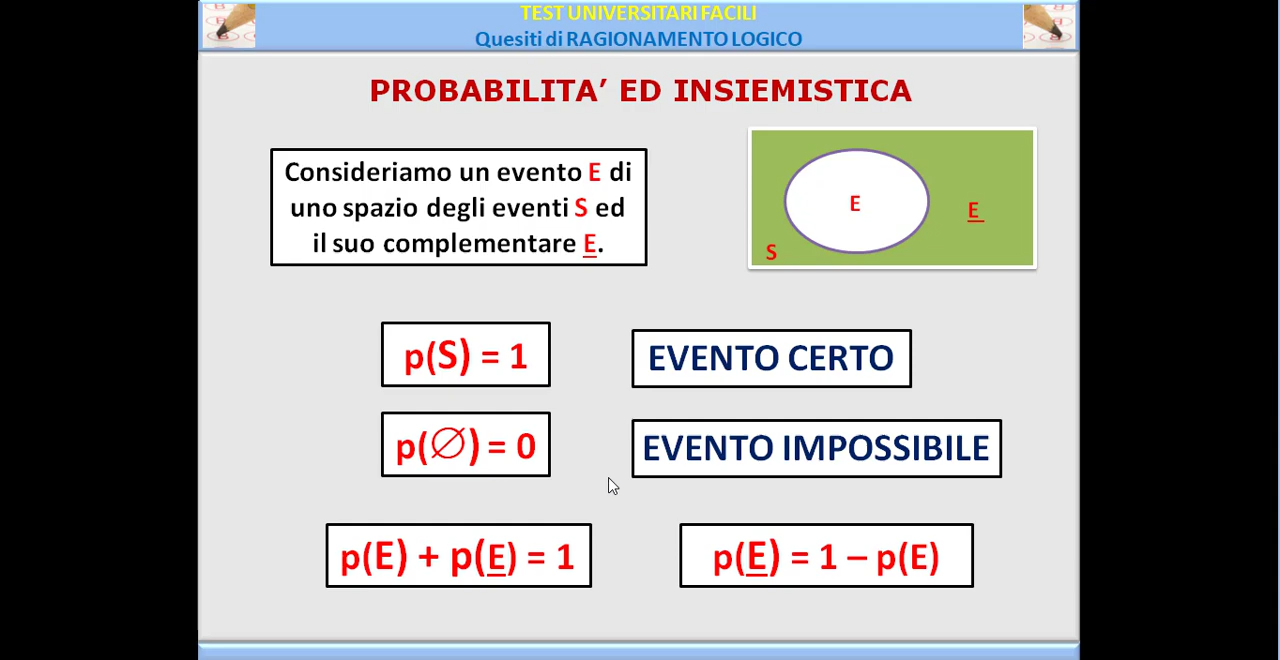 TEST UNIVERSITARI FACILI
Quesiti di RAGIONAMENTO LOGICO
PROBABILITA’ ED INSIEMISTICA
Consideriamo un evento E di
uno spazio degli eventi S ed
il suo complementare E.
E
E
S
p(S) = 1
EVENTO CERTO
p(∅) = 0
EVENTO IMPOSSIBILE
p(E) + p(E) = 1
p(E) = 1 – p(E)